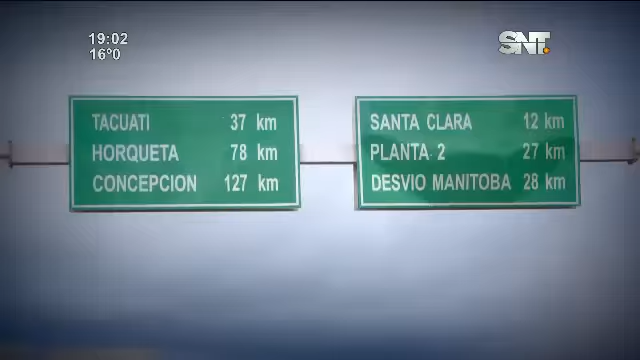 19:02
16°0
SNT
TACUATI 37 km
HORQUETA 78 km
CONCEPCION 127 km
SANTA CLARA 12 km
PLANTA 2 27 km
DESVIO MANITOBA 28 km